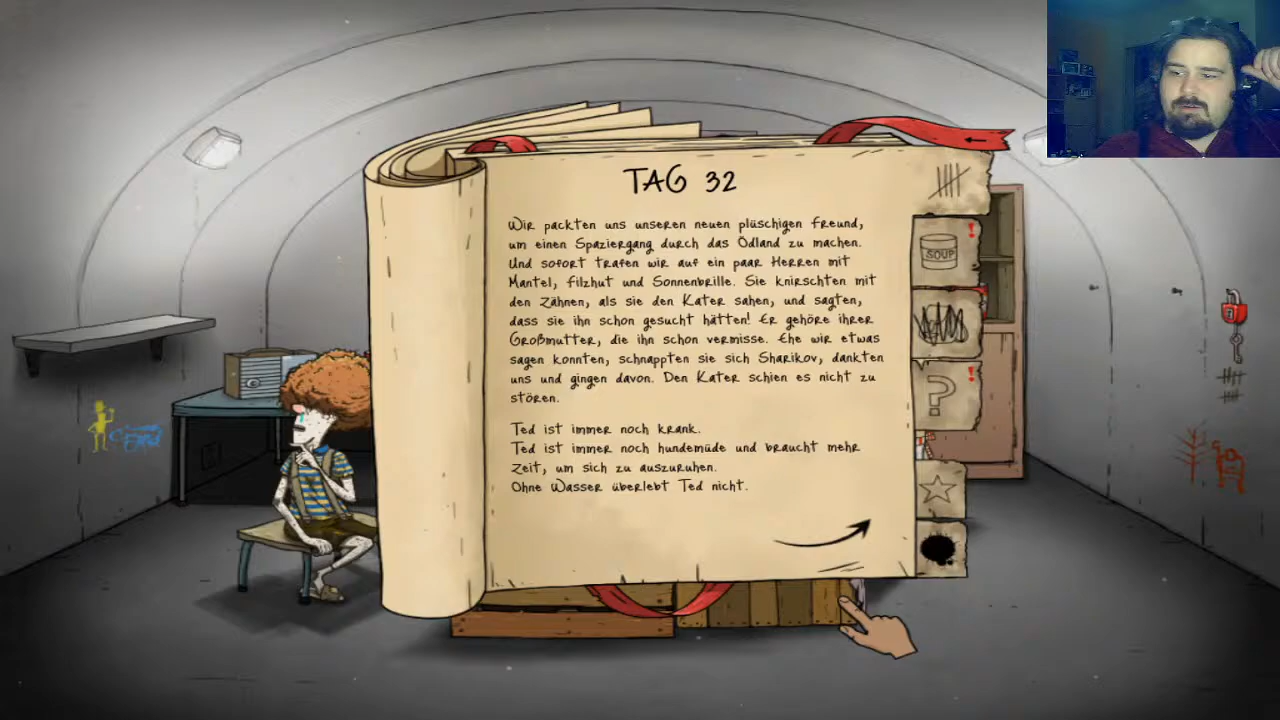 TAG 32
Wir packten uns unseren neuen plüschigen Freund,
um einen Spaziergang durch das Ödland zu machen.
Und sofort trafen wir auf ein paar Herren mit
Mantel, Filzhut und Sonnenbrille. Sie knirschten mit
den Zähnen, als sie den Kater sahen, und sagten,
dass sie ihn schon gesucht hätten! Er gehöre ihrer
Großmutter, die ihn schon vermisse. Ehe wir etwas
sagen konnten, schnappten sie sich Sharikov, dankten
uns und gingen davon. Den Kater schien es nicht zu
stören.
Ted ist immer noch krank.
Ted ist immer noch hundemüde und braucht mehr
Zeit, um sich zu auszuruhen.
Ohne Wasser überlebt Ted nicht.
!
SOUP
!
?